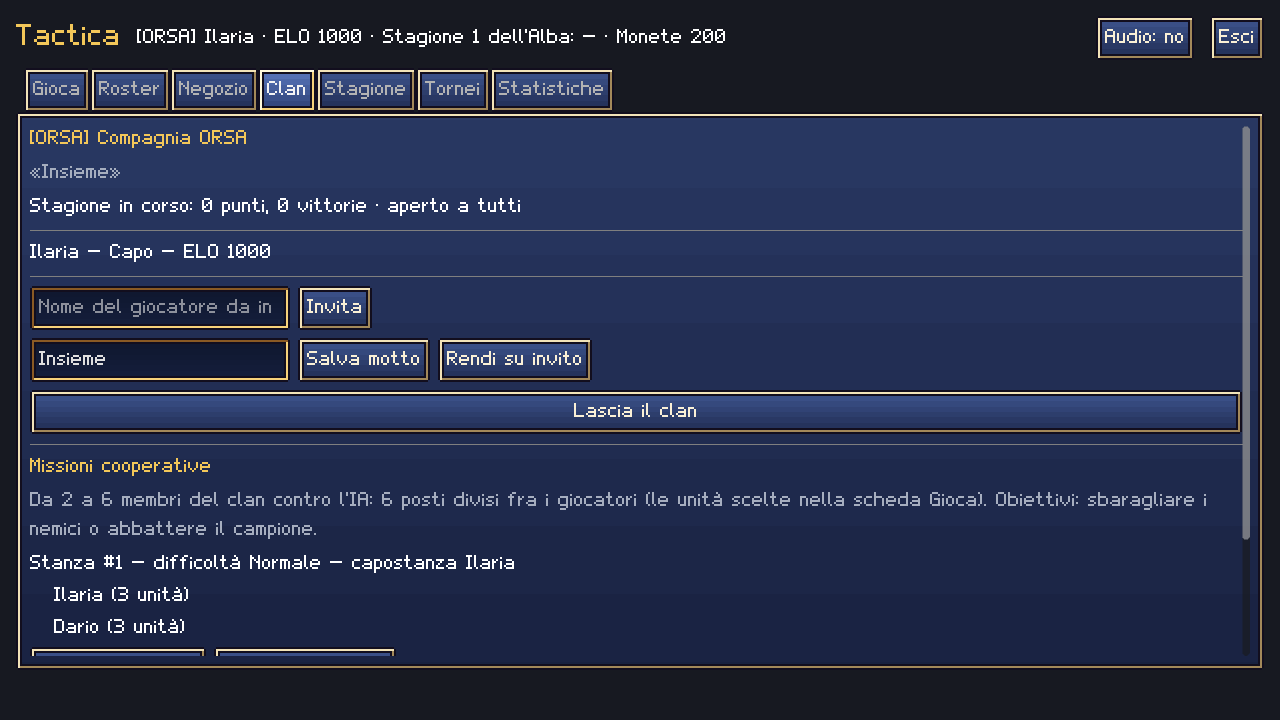 Tactica [ORSA] Ilaria · ELO 1000 · Stagione 1 dell'Alba: — · Monete 200 Audio: no Esci
Gioca Roster Negozio Clan Stagione Tornei Statistiche
[ORSA] Compagnia ORSA
«Insieme»
Stagione in corso: 0 punti, 0 vittorie · aperto a tutti
Ilaria — Capo — ELO 1000
Nome del giocatore da in Invita
Insieme Salva motto Rendi su invito
Lascia il clan
Missioni cooperative
Da 2 a 6 membri del clan contro l'IA: 6 posti divisi fra i giocatori (le unità scelte nella scheda Gioca). Obiettivi: sbaragliare i
nemici o abbattere il campione.
Stanza #1 — difficoltà Normale — capostanza Ilaria
Ilaria (3 unità)
Dario (3 unità)